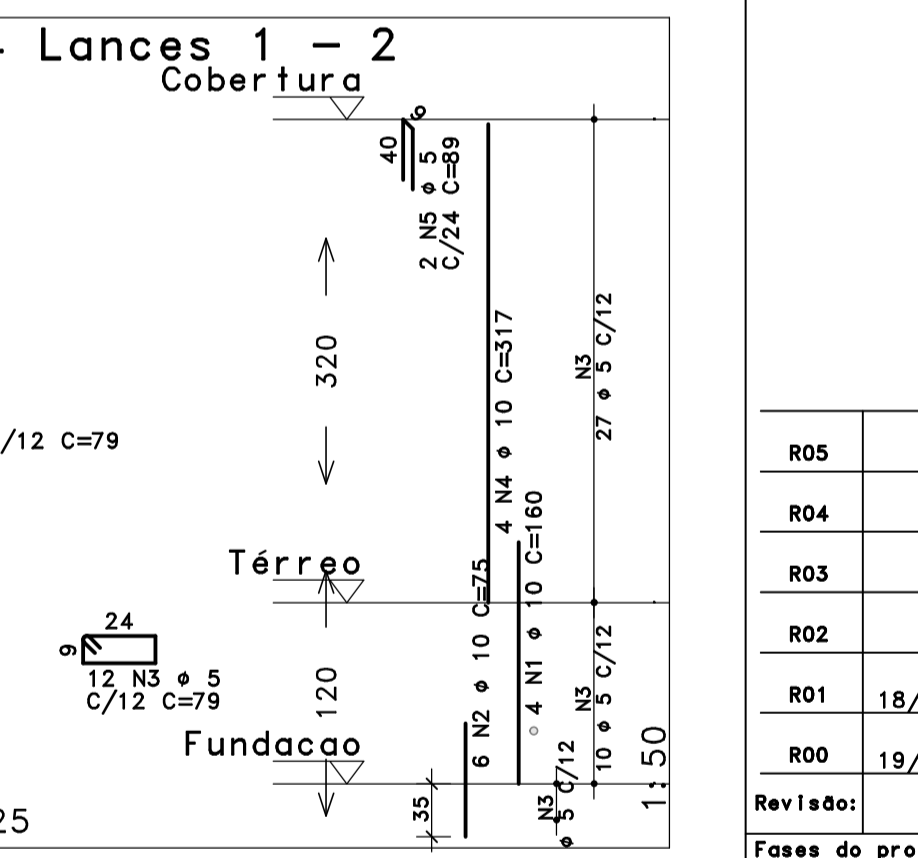 Lances 1 - 2
Cobertura
40
9
2 N5 ø 5
C/24 C=89
320
4 N4 ø 10 C=317
N3
27 ø 5 C/12
/12 C=79
Térreo
24
9
12 N3 ø 5
C/12 C=79
120
6 N2 ø 10 C=75
4 N1 ø 10 C=160
N3
10 ø 5 C/12
Fundacao
35
N3
ø 5 C/12
1:50
25
R05
R04
R03
R02
R01 18/
R00 19/
Revisão:
Fases do pro